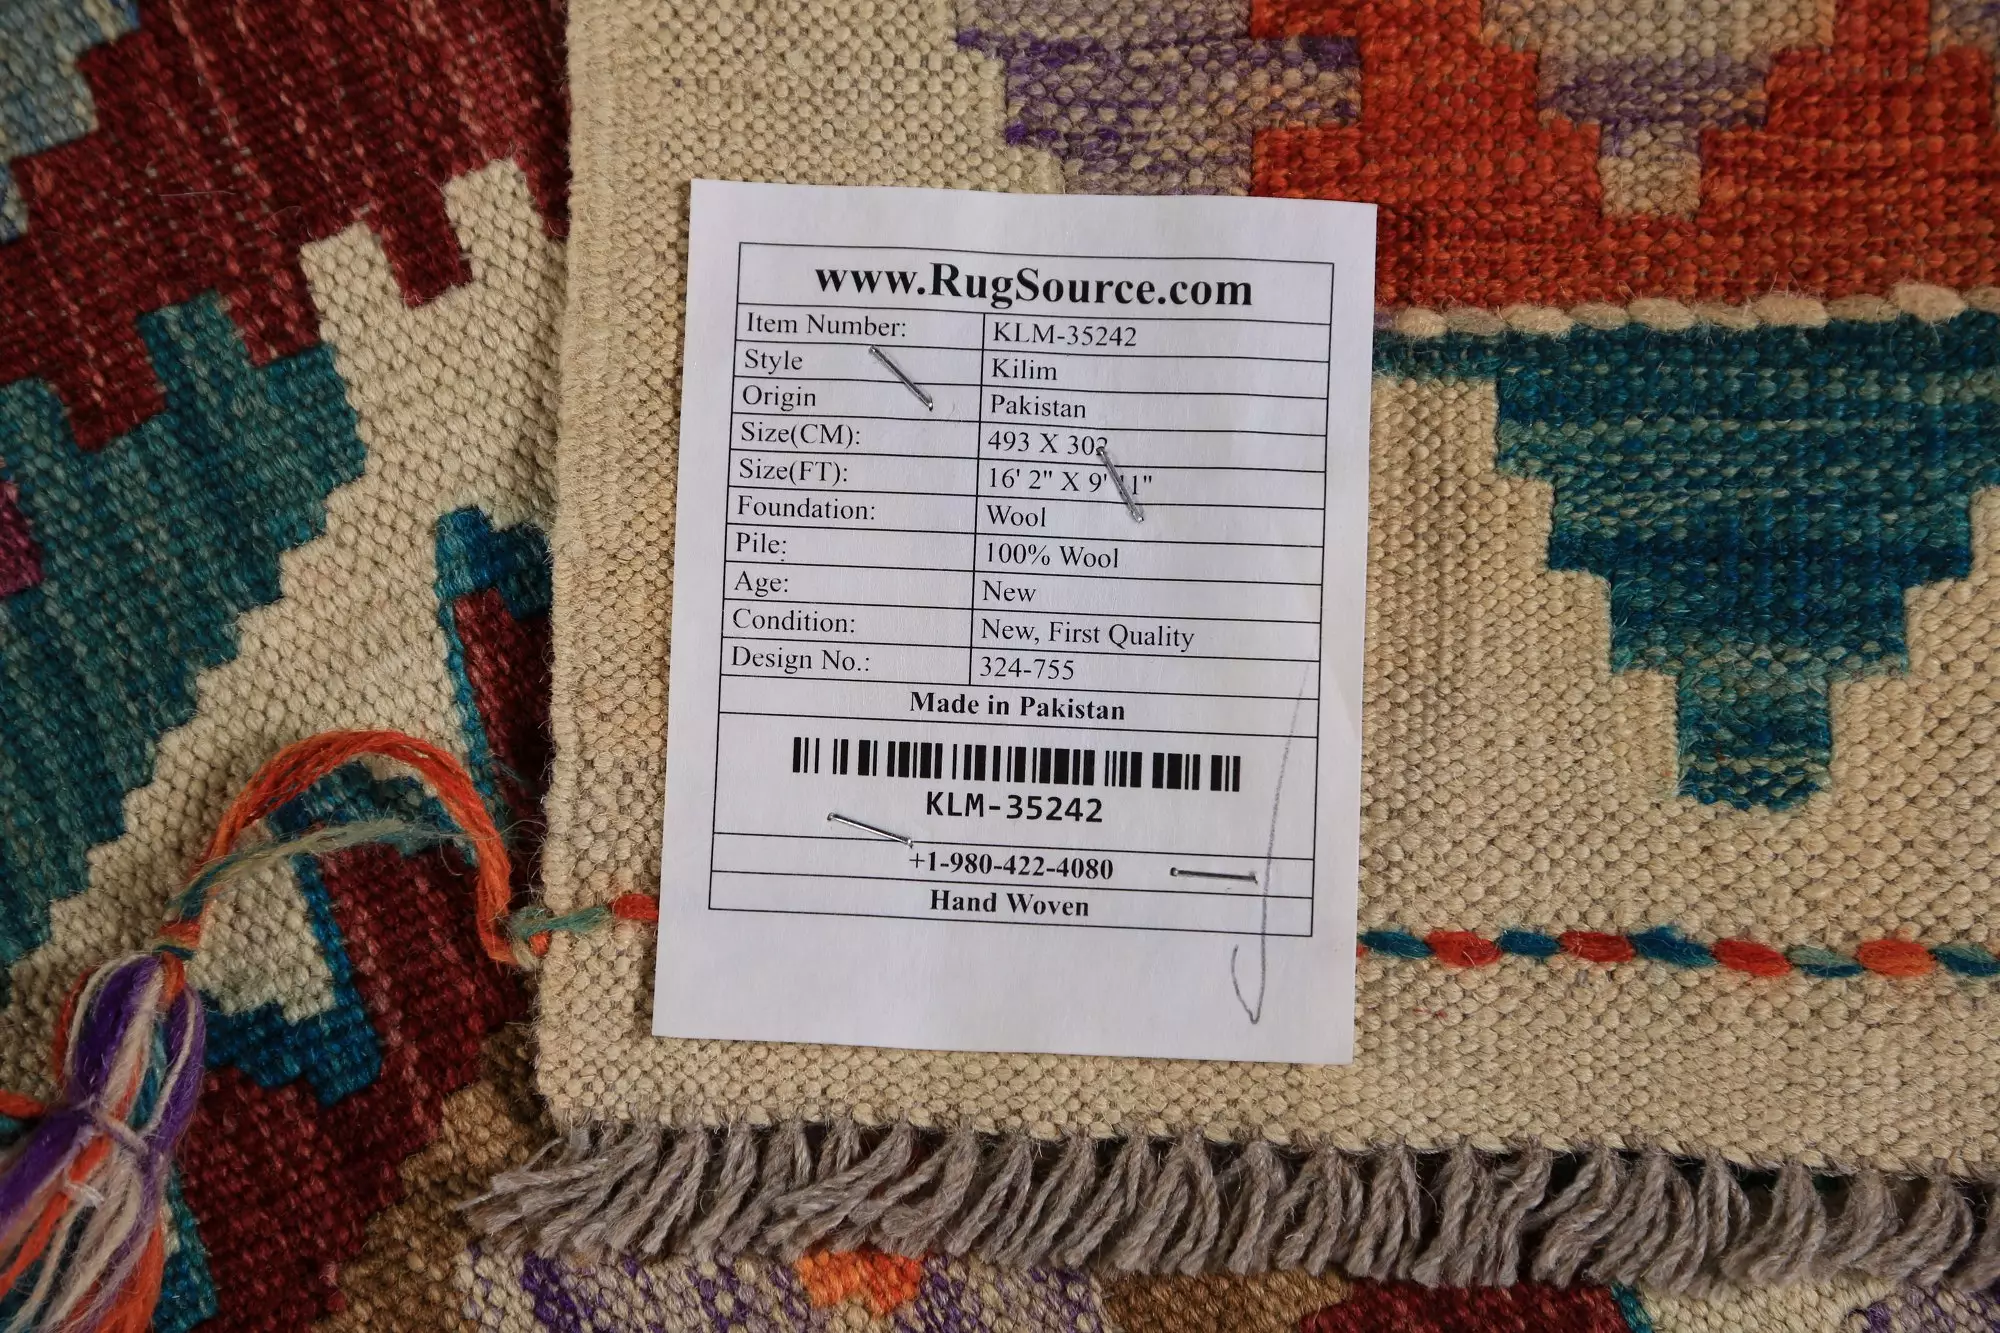 www.RugSource.com
Item Number: KLM-35242
Style Kilim
Origin Pakistan
Size(CM): 493 X 302
Size(FT): 16' 2" X 9' 11"
Foundation: Wool
Pile: 100% Wool
Age: New
Condition: New, First Quality
Design No.: 324-755
Made in Pakistan
KLM-35242
+1-980-422-4080
Hand Woven